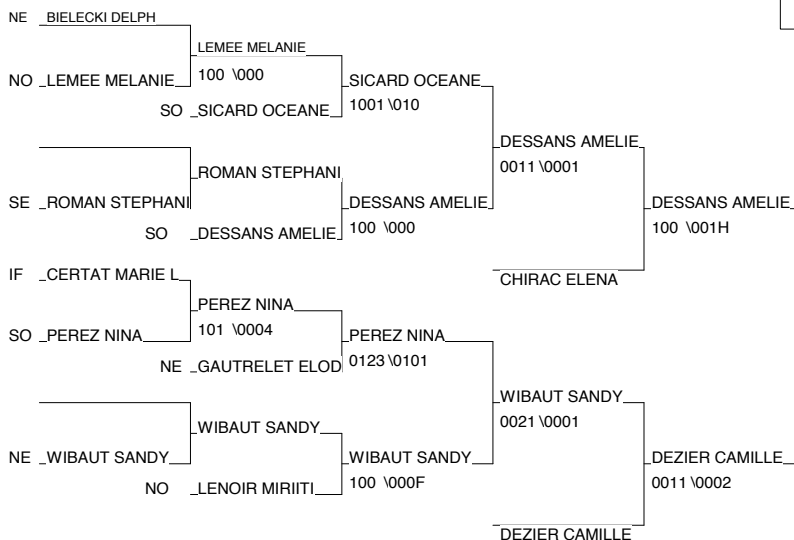 NE BIELECKI DELPH
LEMEE MELANIE
100 \000
NO LEMEE MELANIE
SICARD OCEANE
1001 \010
SO SICARD OCEANE
DESSANS AMELIE
0011 \0001
ROMAN STEPHANI
SE ROMAN STEPHANI
DESSANS AMELIE
100 \000
SO DESSANS AMELIE
DESSANS AMELIE
100 \001H
IF CERTAT MARIE L
CHIRAC ELENA
PEREZ NINA
101 \0004
SO PEREZ NINA
PEREZ NINA
0123 \0101
NE GAUTRELET ELOD
WIBAUT SANDY
0021 \0001
WIBAUT SANDY
NE WIBAUT SANDY
WIBAUT SANDY
100 \000F
NO LENOIR MIRIITI
DEZIER CAMILLE
0011 \0002
DEZIER CAMILLE